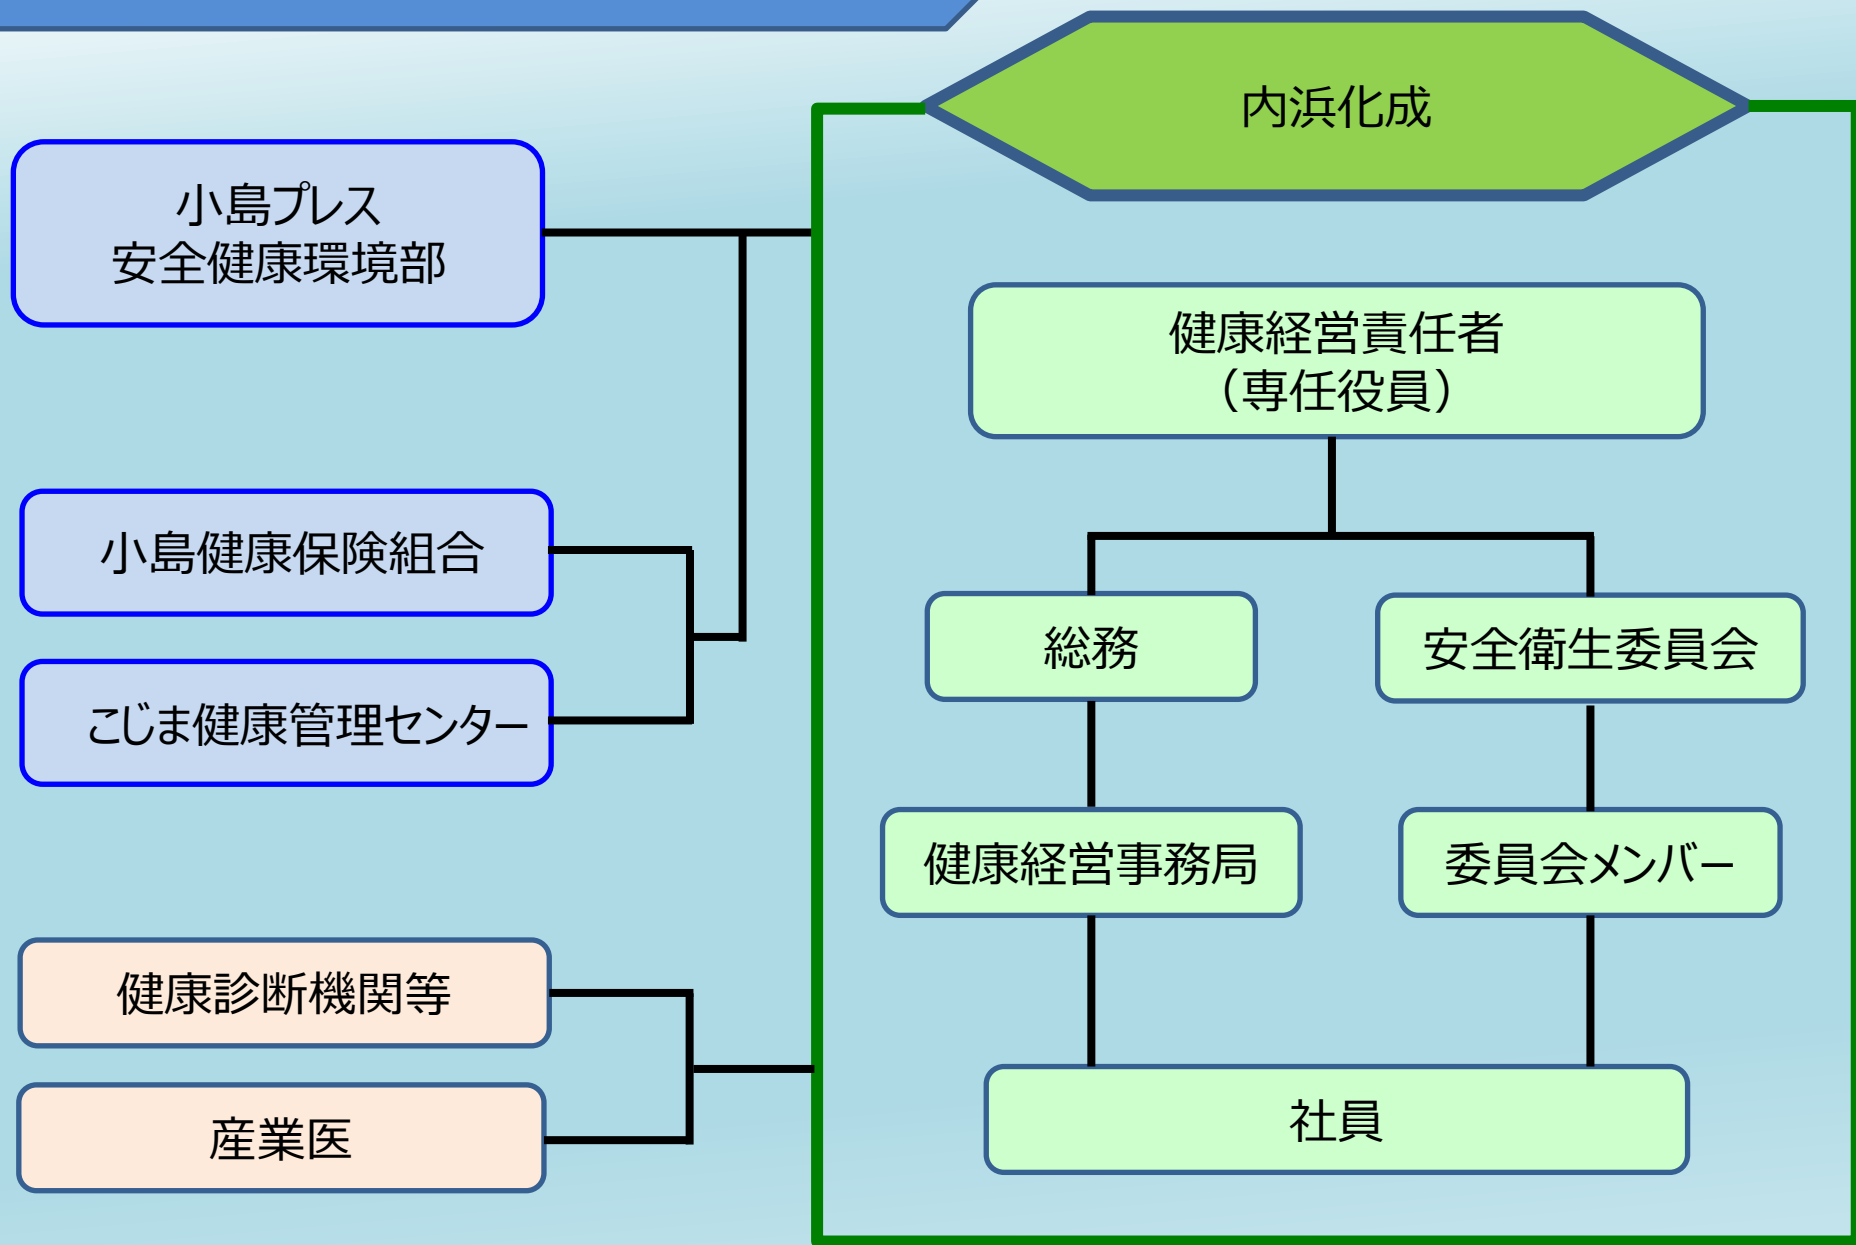 内浜化成
小島プレス
安全健康環境部
小島健康保険組合
こじま健康管理センター
健康診断機関等
産業医
健康経営責任者
（専任役員）
総務
安全衛生委員会
健康経営事務局
委員会メンバー
社員